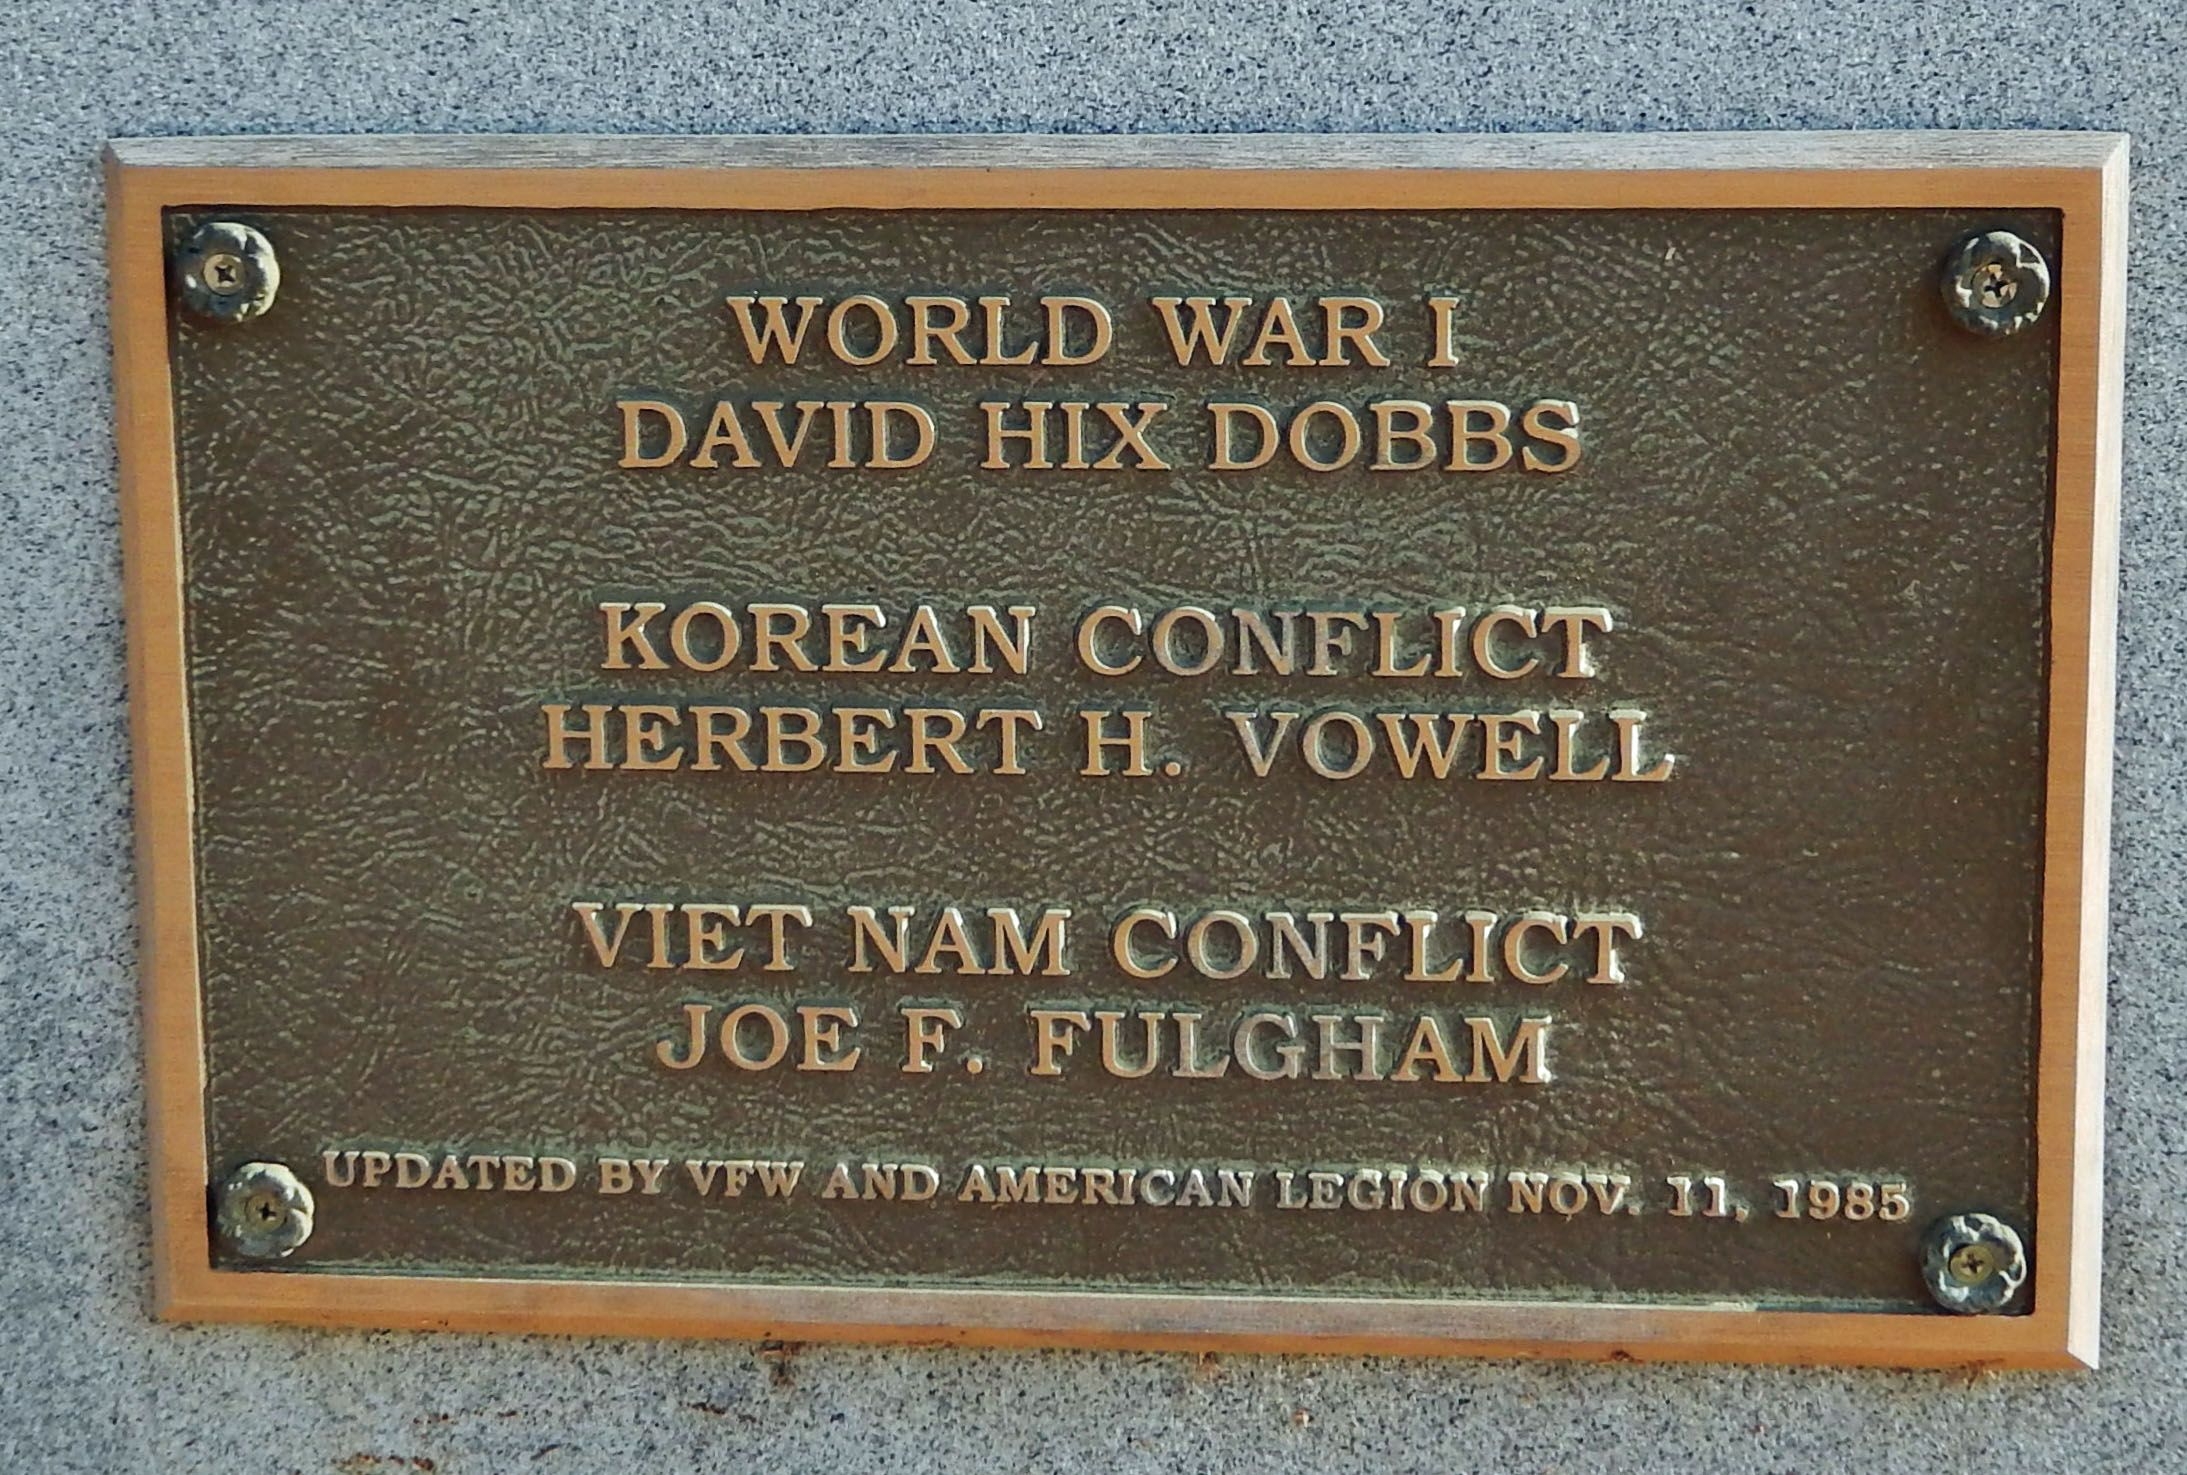 WORLD WAR I
DAVID HIX DOBBS
KOREAN CONFLICT
HERBERT H. VOWELL
VIET NAM CONFLICT
JOE F. FULGHAM
UPDATED BY VFW AND AMERICAN LEGION NOV. 11, 1985